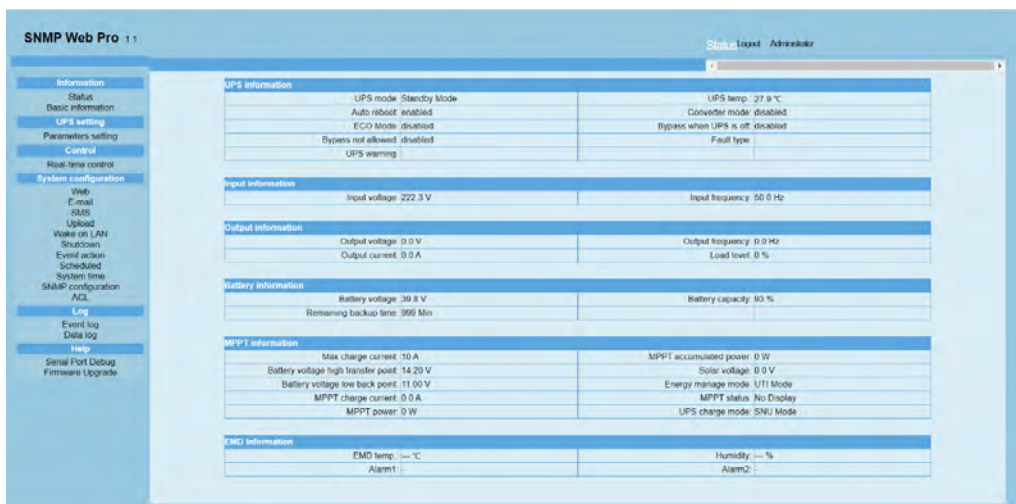 SNMP Web Pro 1.1
Status Logout Administrator
Information
Status
Basic information
UPS setting
Parameters setting
Control
Real-time control
System configuration
Web
E-mail
SMS
Upload
Wake on LAN
Shutdown
Event action
Scheduled
System time
SNMP configuration
ACL
Log
Event log
Data log
Help
Serial Port Debug
Firmware Upgrade
UPS information
UPS mode: Standby Mode UPS temp.: 27.9 ℃
Auto reboot: enabled Converter mode: disabled
ECO Mode: disabled Bypass when UPS is off: disabled
Bypass not allowed: disabled Fault type:
UPS warning:
Input information
Input voltage: 222.3 V Input frequency: 50.0 Hz
Output information
Output voltage: 0.0 V Output frequency: 0.0 Hz
Output current: 0.0 A Load level: 0 %
Battery information
Battery voltage: 39.8 V Battery capacity: 93 %
Remaining backup time: 999 Min
MPPT information
Max charge current: 10 A MPPT accumulated power: 0 W
Battery voltage high transfer point: 14.20 V Solar voltage: 0.0 V
Battery voltage low back point: 11.00 V Energy manage mode: UTI Mode
MPPT charge current: 0.0 A MPPT status: No Display
MPPT power: 0 W UPS charge mode: SNU Mode
EMD information
EMD temp.: --- ℃ Humidity: --- %
Alarm1: - Alarm2: -